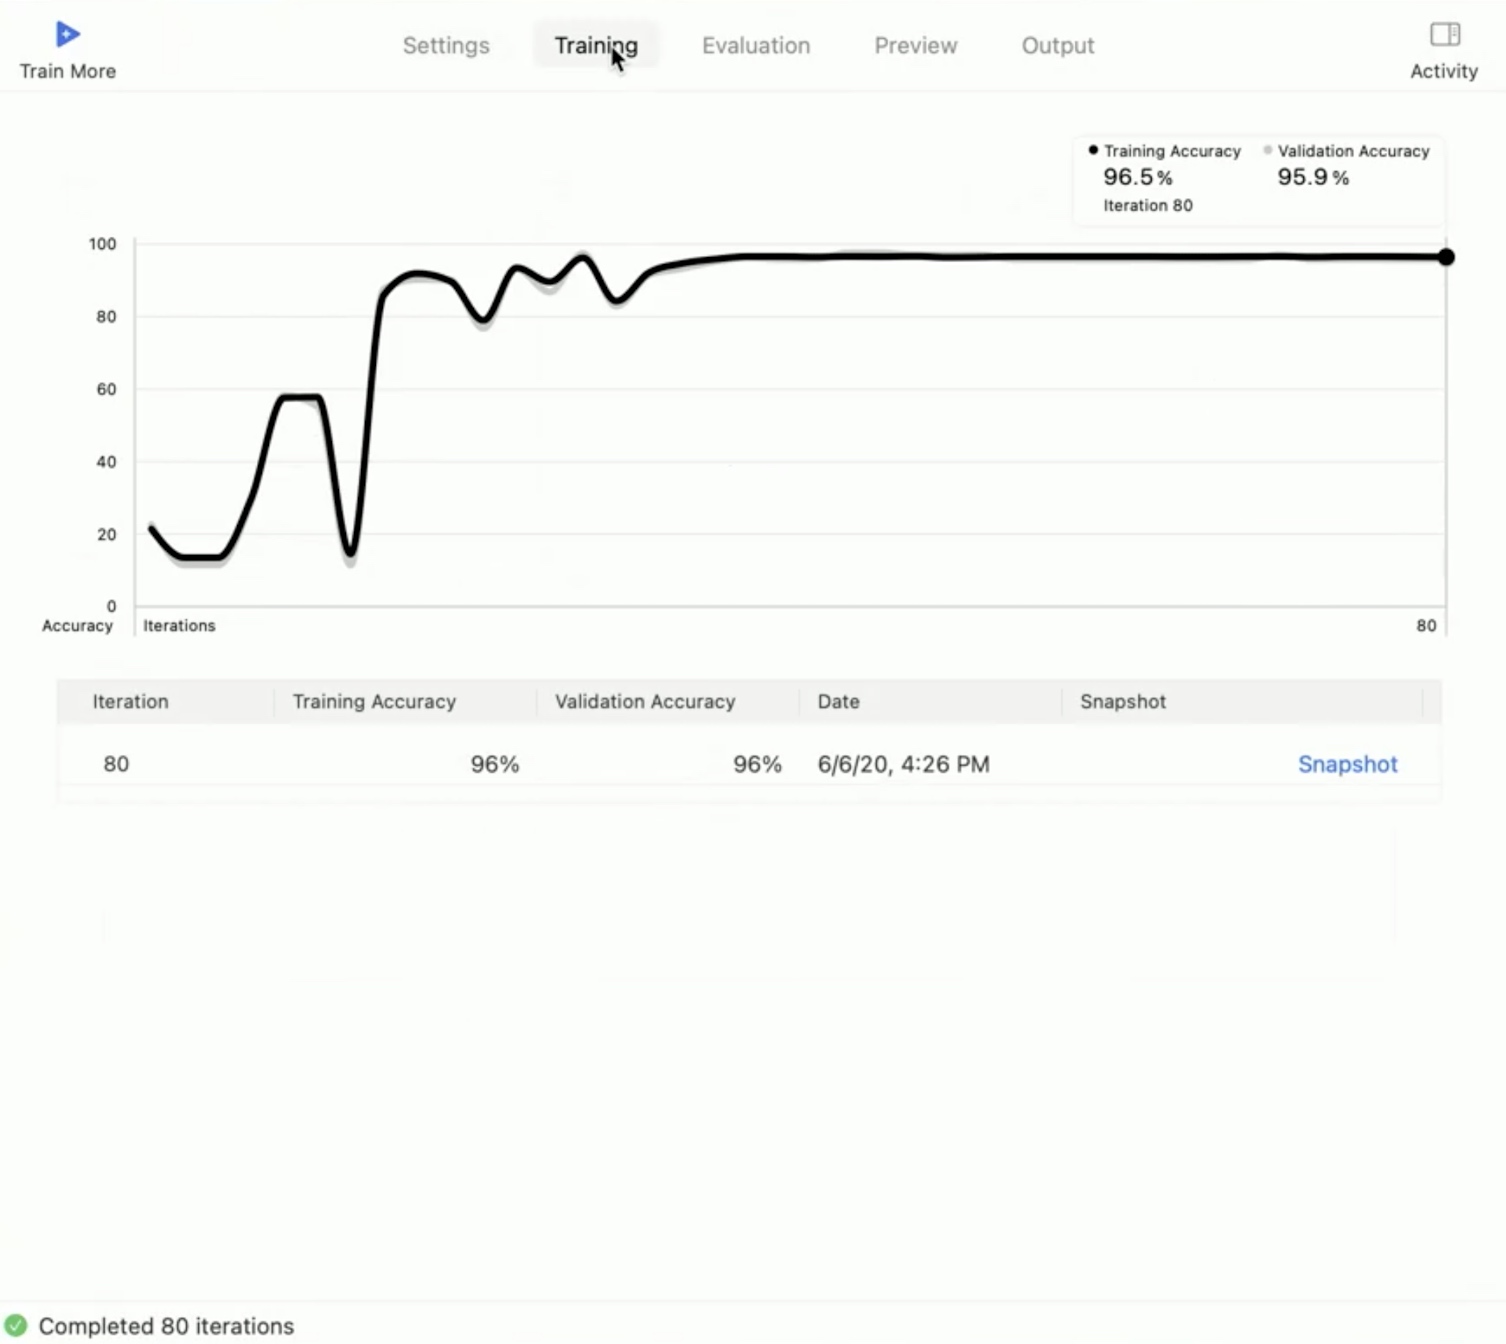 Train More
Settings Training Evaluation Preview Output
Activity
Training Accuracy Validation Accuracy
96.5% 95.9%
Iteration 80
100
80
60
40
20
0
Accuracy Iterations 80
Iteration Training Accuracy Validation Accuracy Date Snapshot
80 96% 96% 6/6/20, 4:26 PM Snapshot
Completed 80 iterations